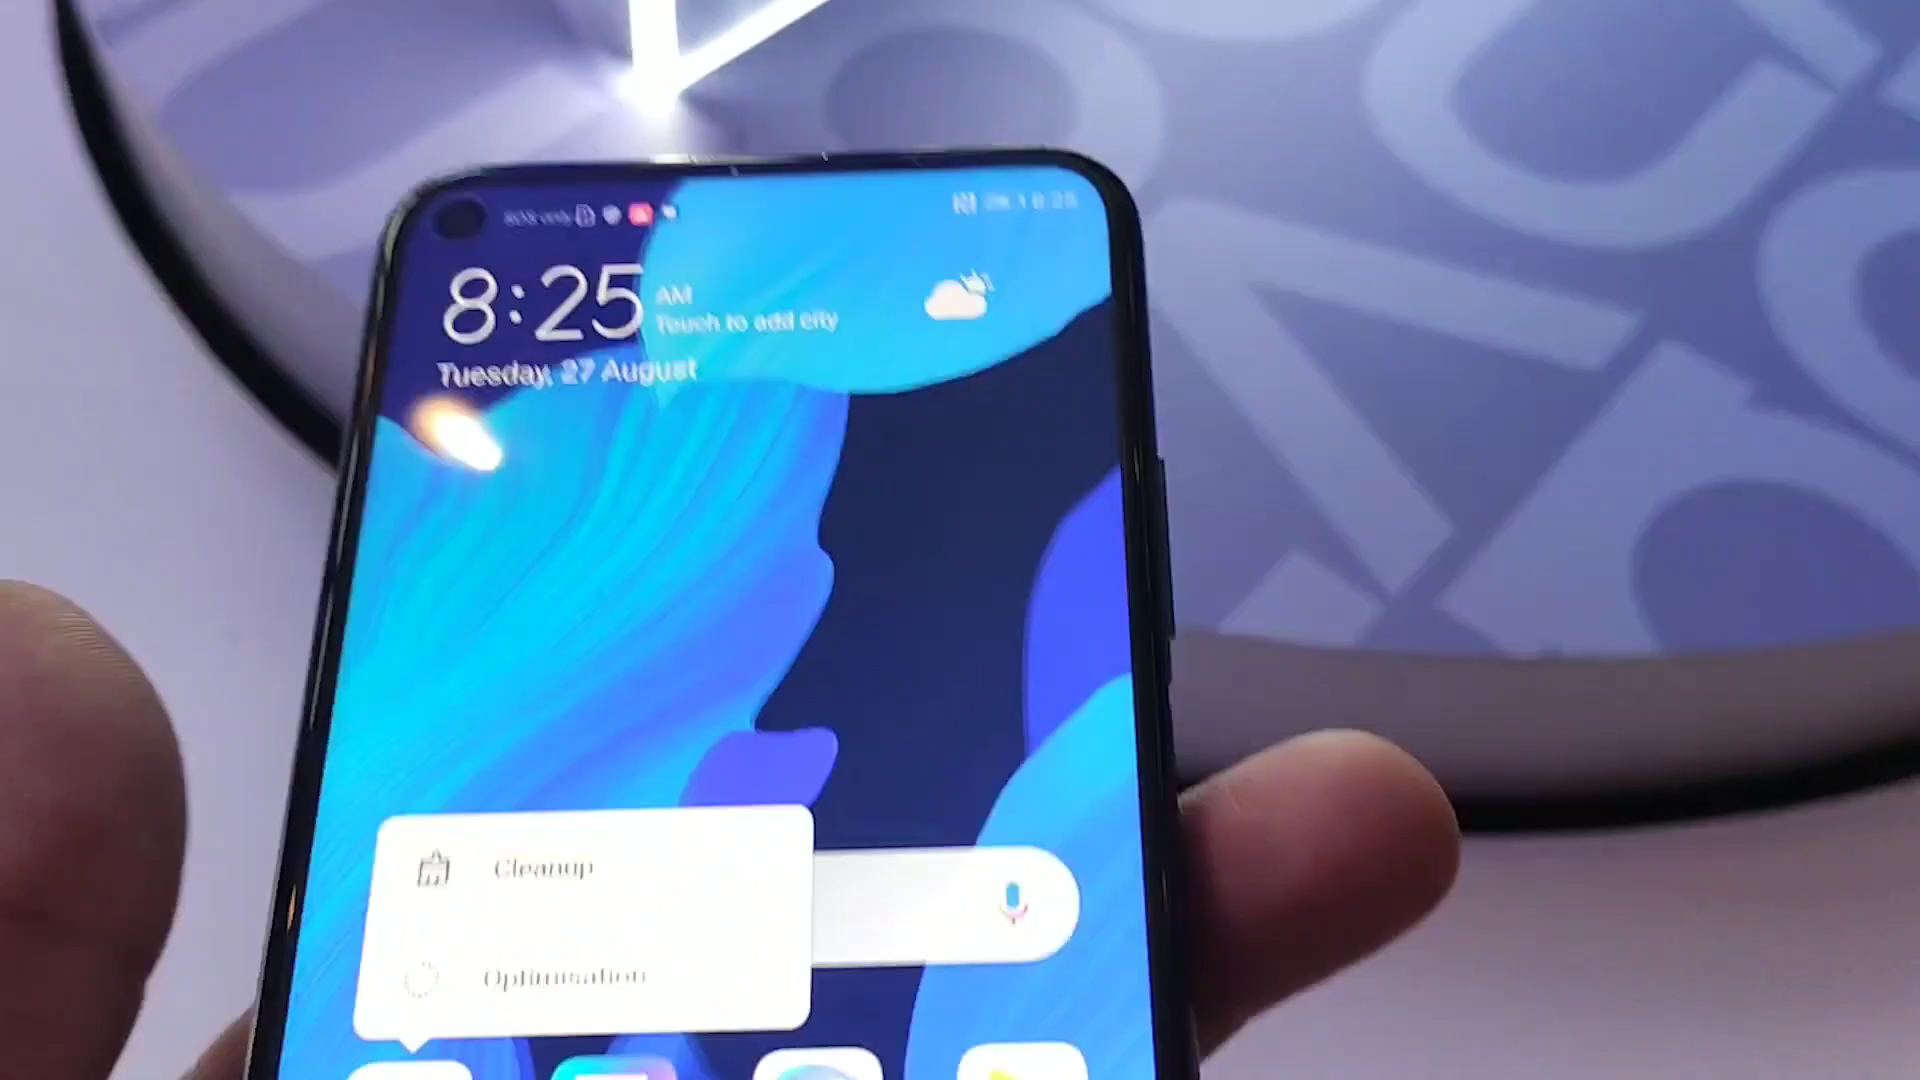 8:25 AM
Touch to add city
Tuesday, 27 August
Cleanup
Optimisation